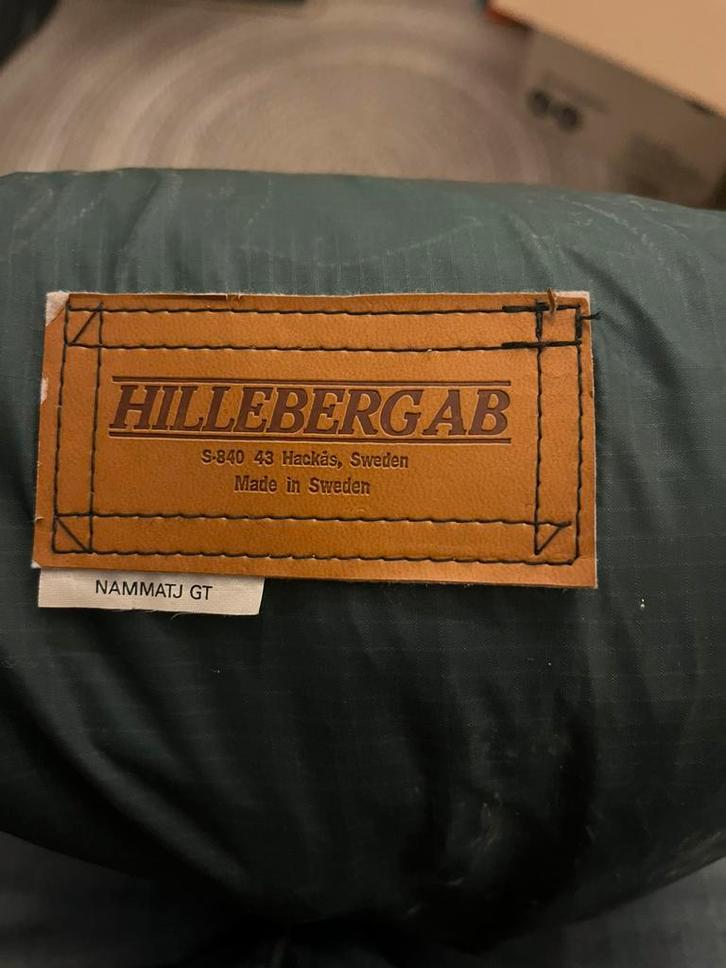 HILLEBERG AB
S-840 43 Hackås, Sweden
Made in Sweden
NAMMATJ GT